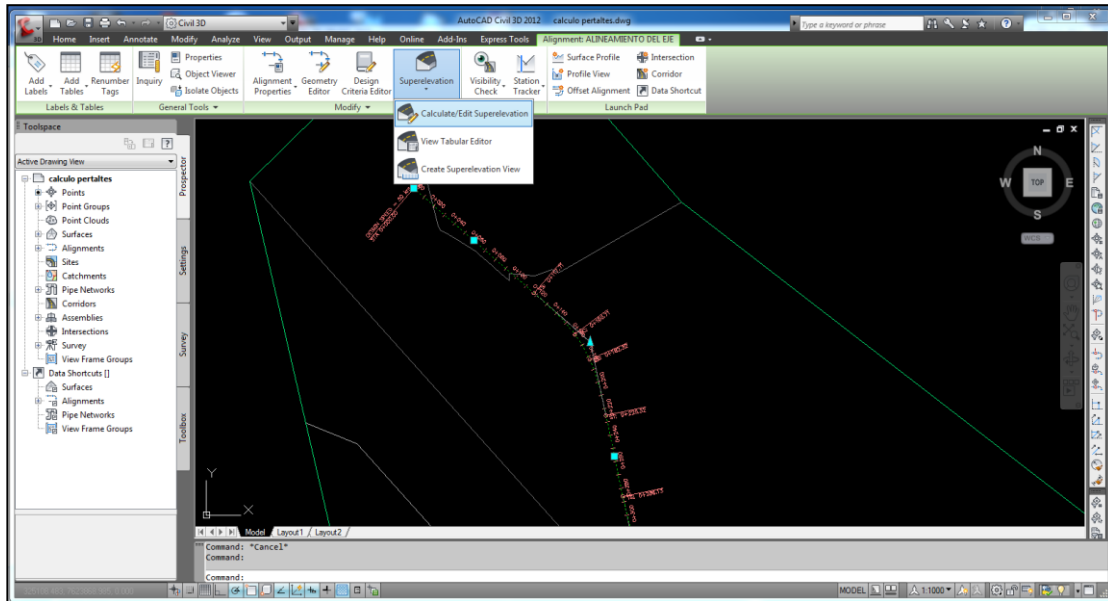 Civil 3D
AutoCAD Civil 3D 2012 calculo pertaltes.dwg
Type a keyword or phrase
Home Insert Annotate Modify Analyze View Output Manage Help Online Add-Ins Express Tools Alignment: ALINEAMIENTO DEL EJE
Add Labels
Add Tables
Renumber Tags
Inquiry
Properties
Object Viewer
Isolate Objects
Alignment Properties
Geometry Editor
Design Criteria Editor
Superelevation
Visibility Check
Station Tracker
Surface Profile
Profile View
Offset Alignment
Intersection
Corridor
Data Shortcut
Labels & Tables
General Tools
Modify
Launch Pad
Calculate/Edit Superelevation
View Tabular Editor
Create Superelevation View
Toolspace
Active Drawing View
calculo pertaltes
Points
Point Groups
Point Clouds
Surfaces
Alignments
Sites
Catchments
Pipe Networks
Corridors
Assemblies
Intersections
Survey
View Frame Groups
Data Shortcuts []
Surfaces
Alignments
Pipe Networks
View Frame Groups
Prospector
Settings
Survey
Toolbox
N
W TOP E
S
WCS
Y
X
Model Layout1 Layout2
Command: *Cancel*
Command:
Command:
MODEL
1:1000